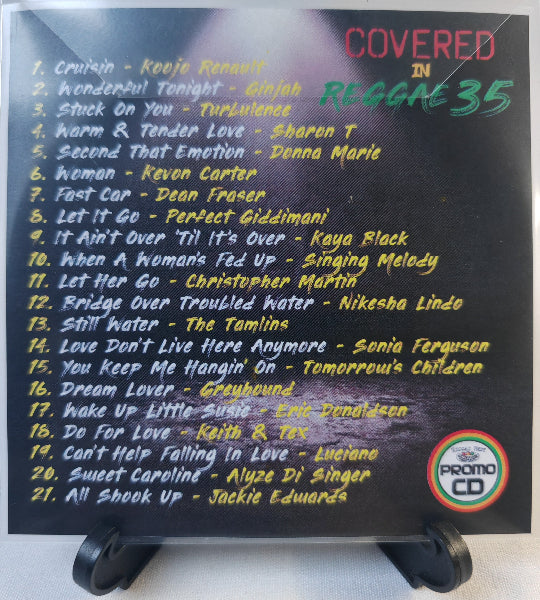 COVERED
IN
REGGAE 35
1. Cruisin - Koojo Renault
2. Wonderful Tonight - Ginjah
3. Stuck On You - Turbulence
4. Warm & Tender Love - Sharon T
5. Second That Emotion - Donna Marie
6. Woman - Kevon Carter
7. Fast Car - Dean Fraser
8. Let It Go - Perfect Giddimani
9. It Ain't Over 'Til It's Over - Kaya Black
10. When A Woman's Fed Up - Singing Melody
11. Let Her Go - Christopher Martin
12. Bridge Over Troubled Water - Nikesha Lindo
13. Still Water - The Tamlins
14. Love Don't Live Here Anymore - Sonia Ferguson
15. You Keep Me Hangin' On - Tomorrow's Children
16. Dream Lover - Greyhound
17. Wake Up Little Susie - Eric Donaldson
18. Do For Love - Keith & Tex
19. Can't Help Falling In Love - Luciano
20. Sweet Caroline - Alyze Di Singer
21. All Shook Up - Jackie Edwards
PROMO
CD